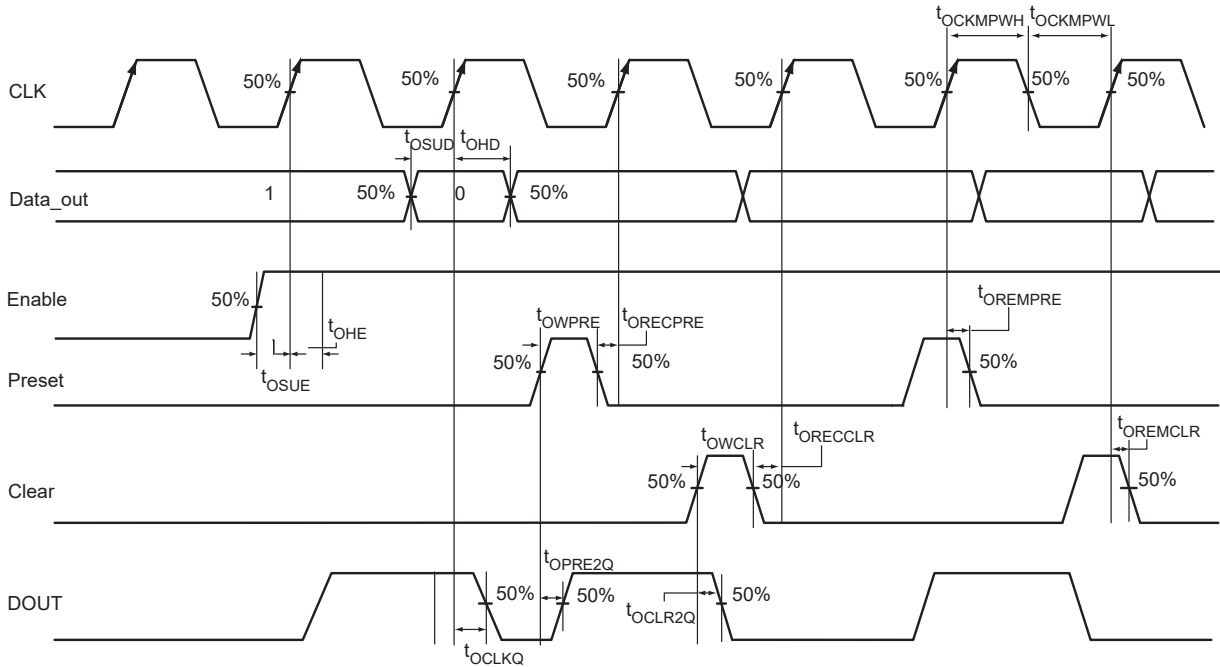 tOCKMPWH tOCKMPWL
CLK 50% 50% 50% 50% 50% 50% 50%
tOSUD tOHD
Data_out 1 50% 0 50%
Enable 50%
tOHE tOWPRE tORECPRE tOREMPRE
Preset tOSUE 50% 50% 50%
tOWCLR tORECCLR tOREMCLR
Clear 50% 50% 50%
tOPRE2Q
DOUT 50% 50% tOCLR2Q 50%
tOCLKQ